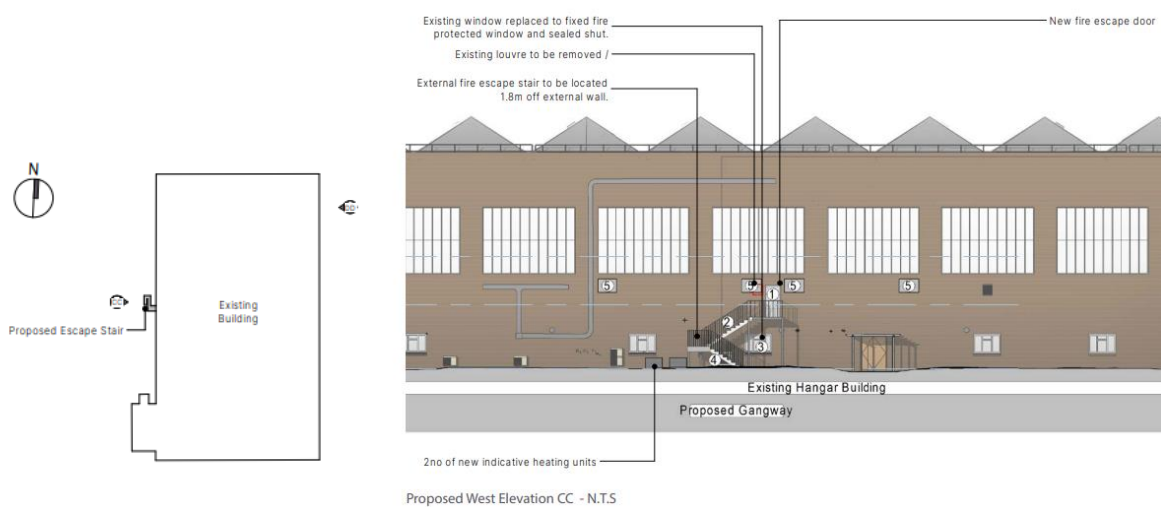 N
CC
CC
Proposed Escape Stair
Existing
Building
Existing window replaced to fixed fire
protected window and sealed shut.
Existing louvre to be removed /
External fire escape stair to be located
1.8m off external wall.
New fire escape door
5
5
5
5
1
2
3
4
Existing Hangar Building
Proposed Gangway
2no of new indicative heating units
Proposed West Elevation CC - N.T.S